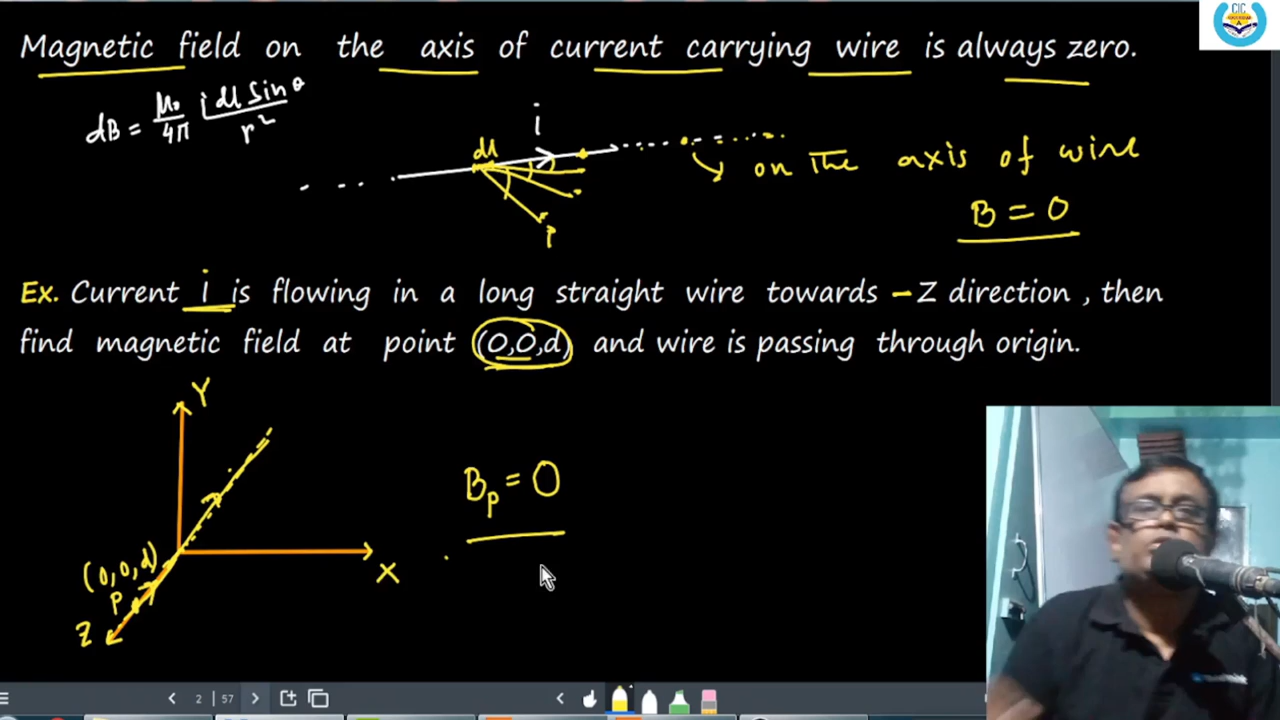 CIC
Magnetic field on the axis of current carrying wire is always zero.
dB = μ₀/4π i dl Sinθ/r²
i
dl
on The axis of wire
P
B = 0
Ex. Current i is flowing in a long straight wire towards -Z direction, then
find magnetic field at point (0,0,d) and wire is passing through origin.
Y
Bp = 0
(0,0,d)
P
X
Z
2 / 57